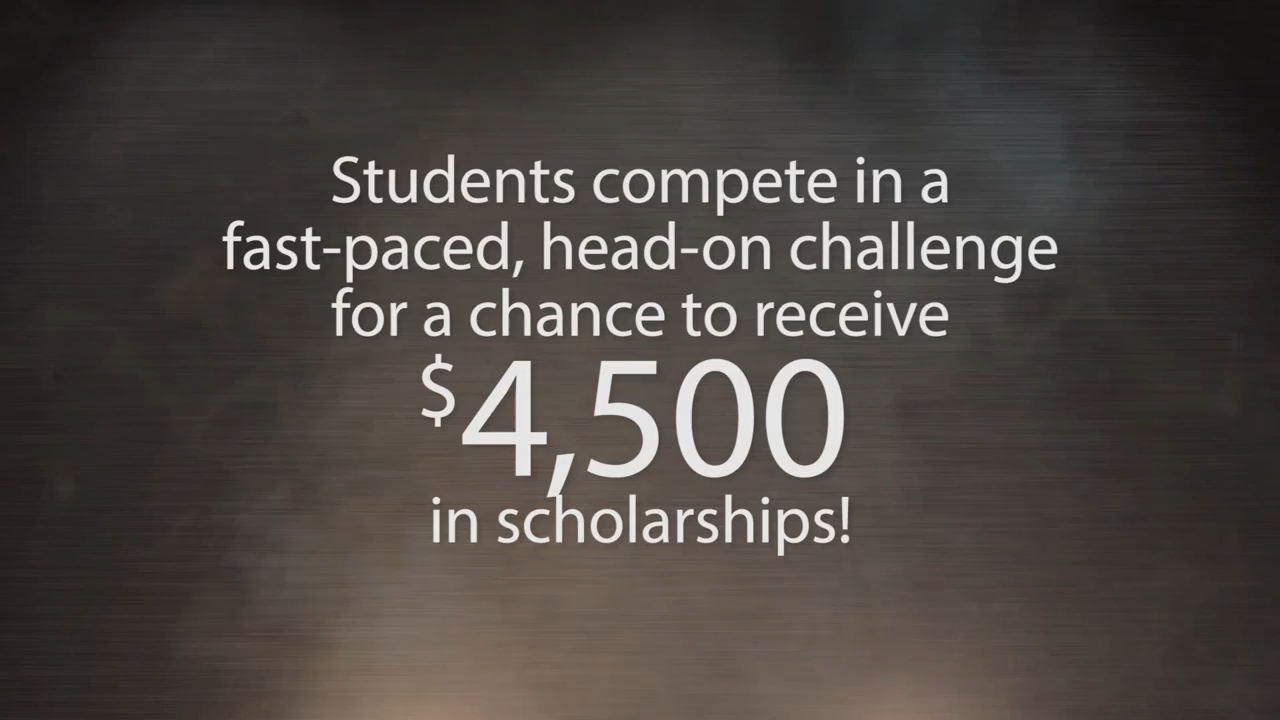 Students compete in a
fast-paced, head-on challenge
for a chance to receive
$4,500
in scholarships!